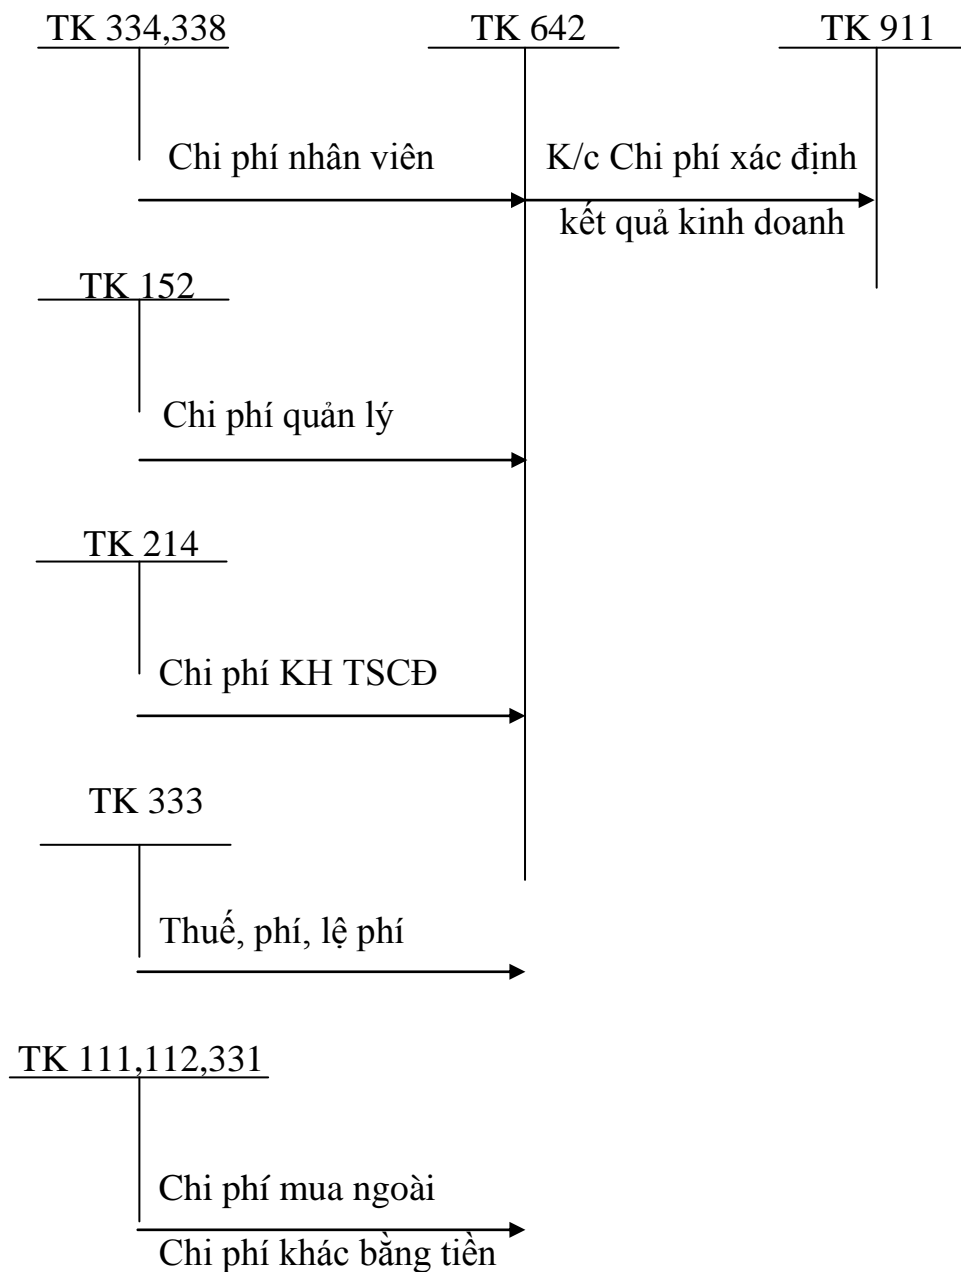 TK 334,338
TK 642
TK 911
Chi phí nhân viên
K/c Chi phí xác định
kết quả kinh doanh
TK 152
Chi phí quản lý
TK 214
Chi phí KH TSCĐ
TK 333
Thuế, phí, lệ phí
TK 111,112,331
Chi phí mua ngoài
Chi phí khác bằng tiền